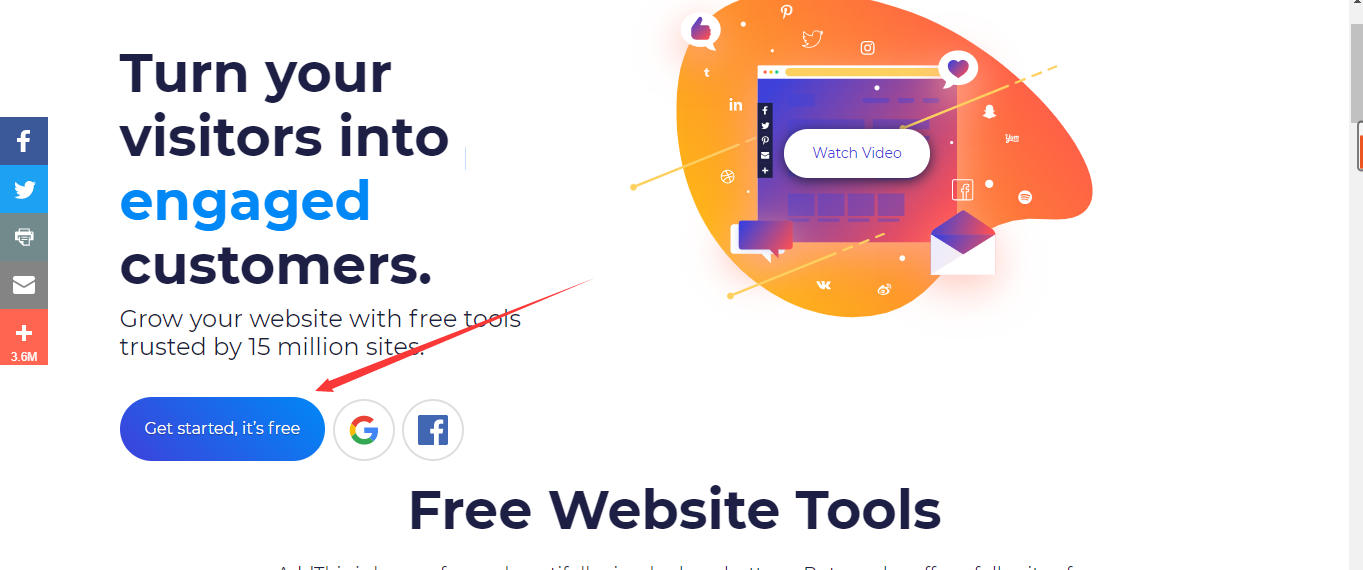 Turn your
visitors into
engaged
customers.
Grow your website with free tools
trusted by 15 million sites.
Get started, it's free
Watch Video
3.6M
Free Website Tools